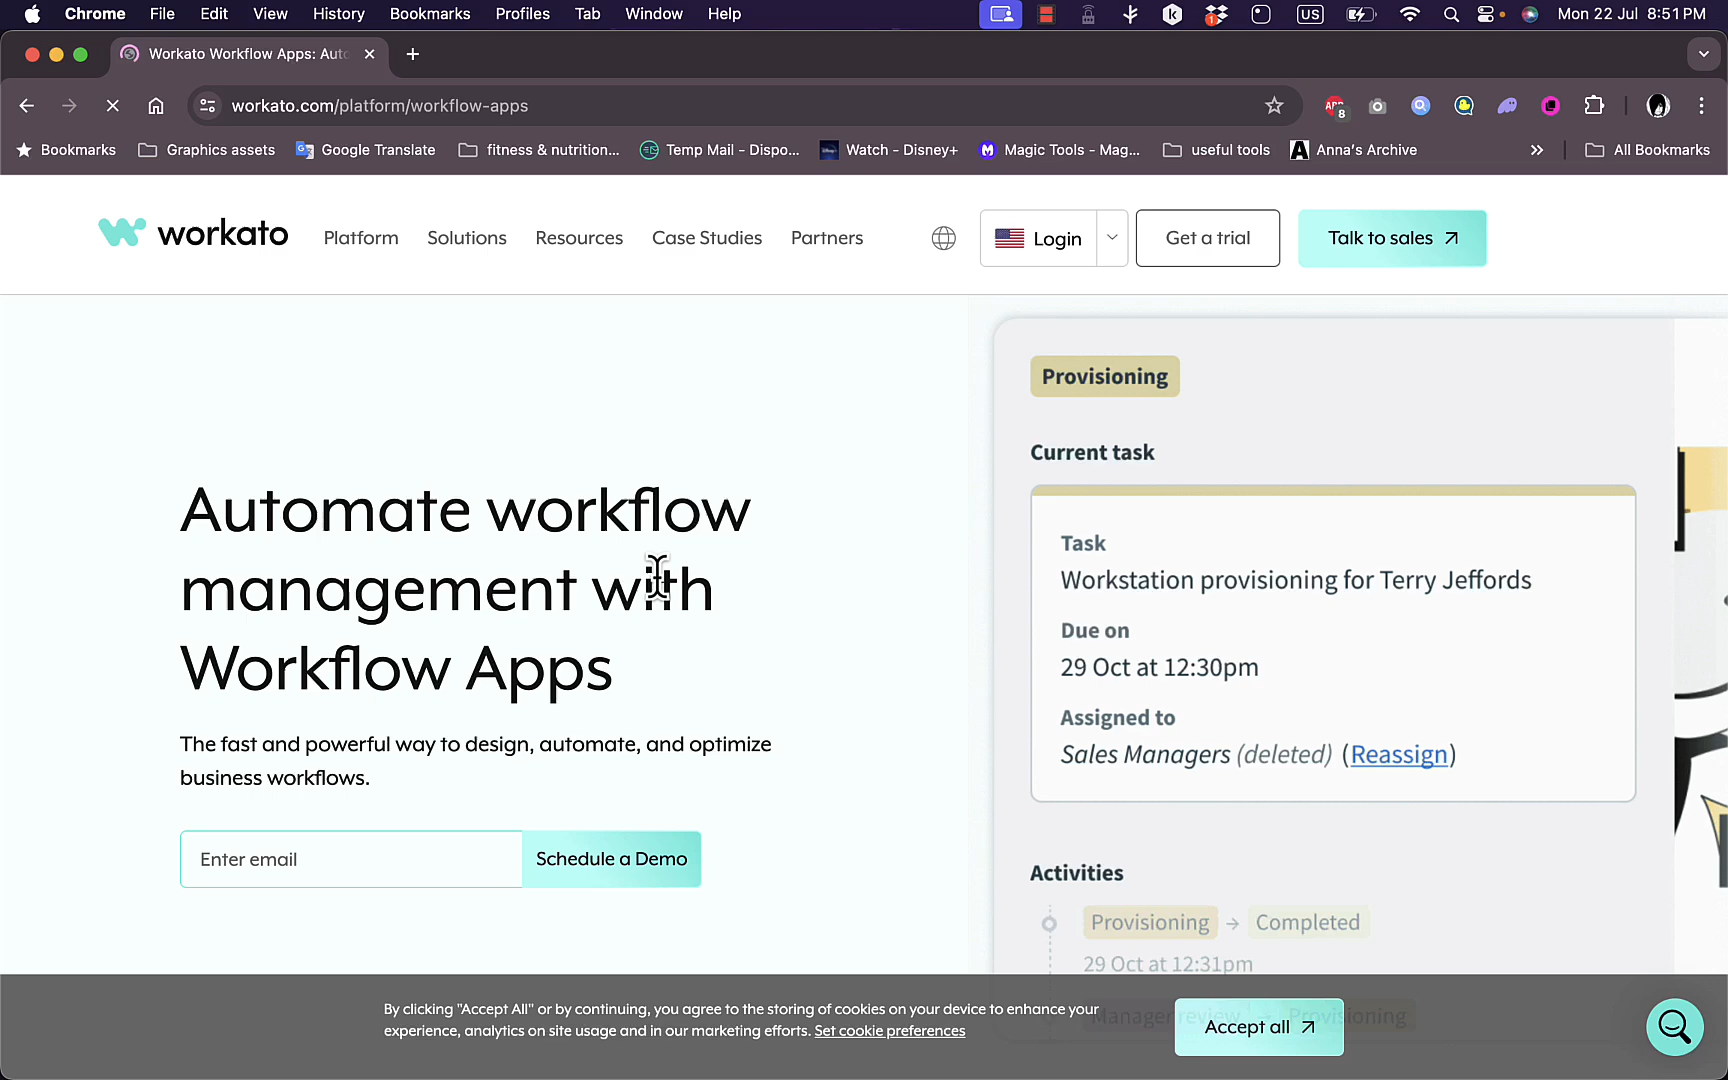 Chrome File Edit View History Bookmarks Profiles Tab Window Help US Mon 22 Jul 8:51 PM
Workato Workflow Apps: Auto
workato.com/platform/workflow-apps
ABP 8
Bookmarks Graphics assets Google Translate fitness & nutrition... Temp Mail - Dispo... Watch - Disney+ Magic Tools - Mag... useful tools Anna's Archive All Bookmarks
workato Platform Solutions Resources Case Studies Partners Login Get a trial Talk to sales
Provisioning
Current task
Task
Workstation provisioning for Terry Jeffords
Due on
29 Oct at 12:30pm
Assigned to
Sales Managers (deleted) (Reassign)
Activities
Provisioning → Completed
29 Oct at 12:31pm
Manager review → Provisioning
Automate workflow
management with
Workflow Apps
The fast and powerful way to design, automate, and optimize
business workflows.
Enter email Schedule a Demo
By clicking "Accept All" or by continuing, you agree to the storing of cookies on your device to enhance your
experience, analytics on site usage and in our marketing efforts. Set cookie preferences
Accept all